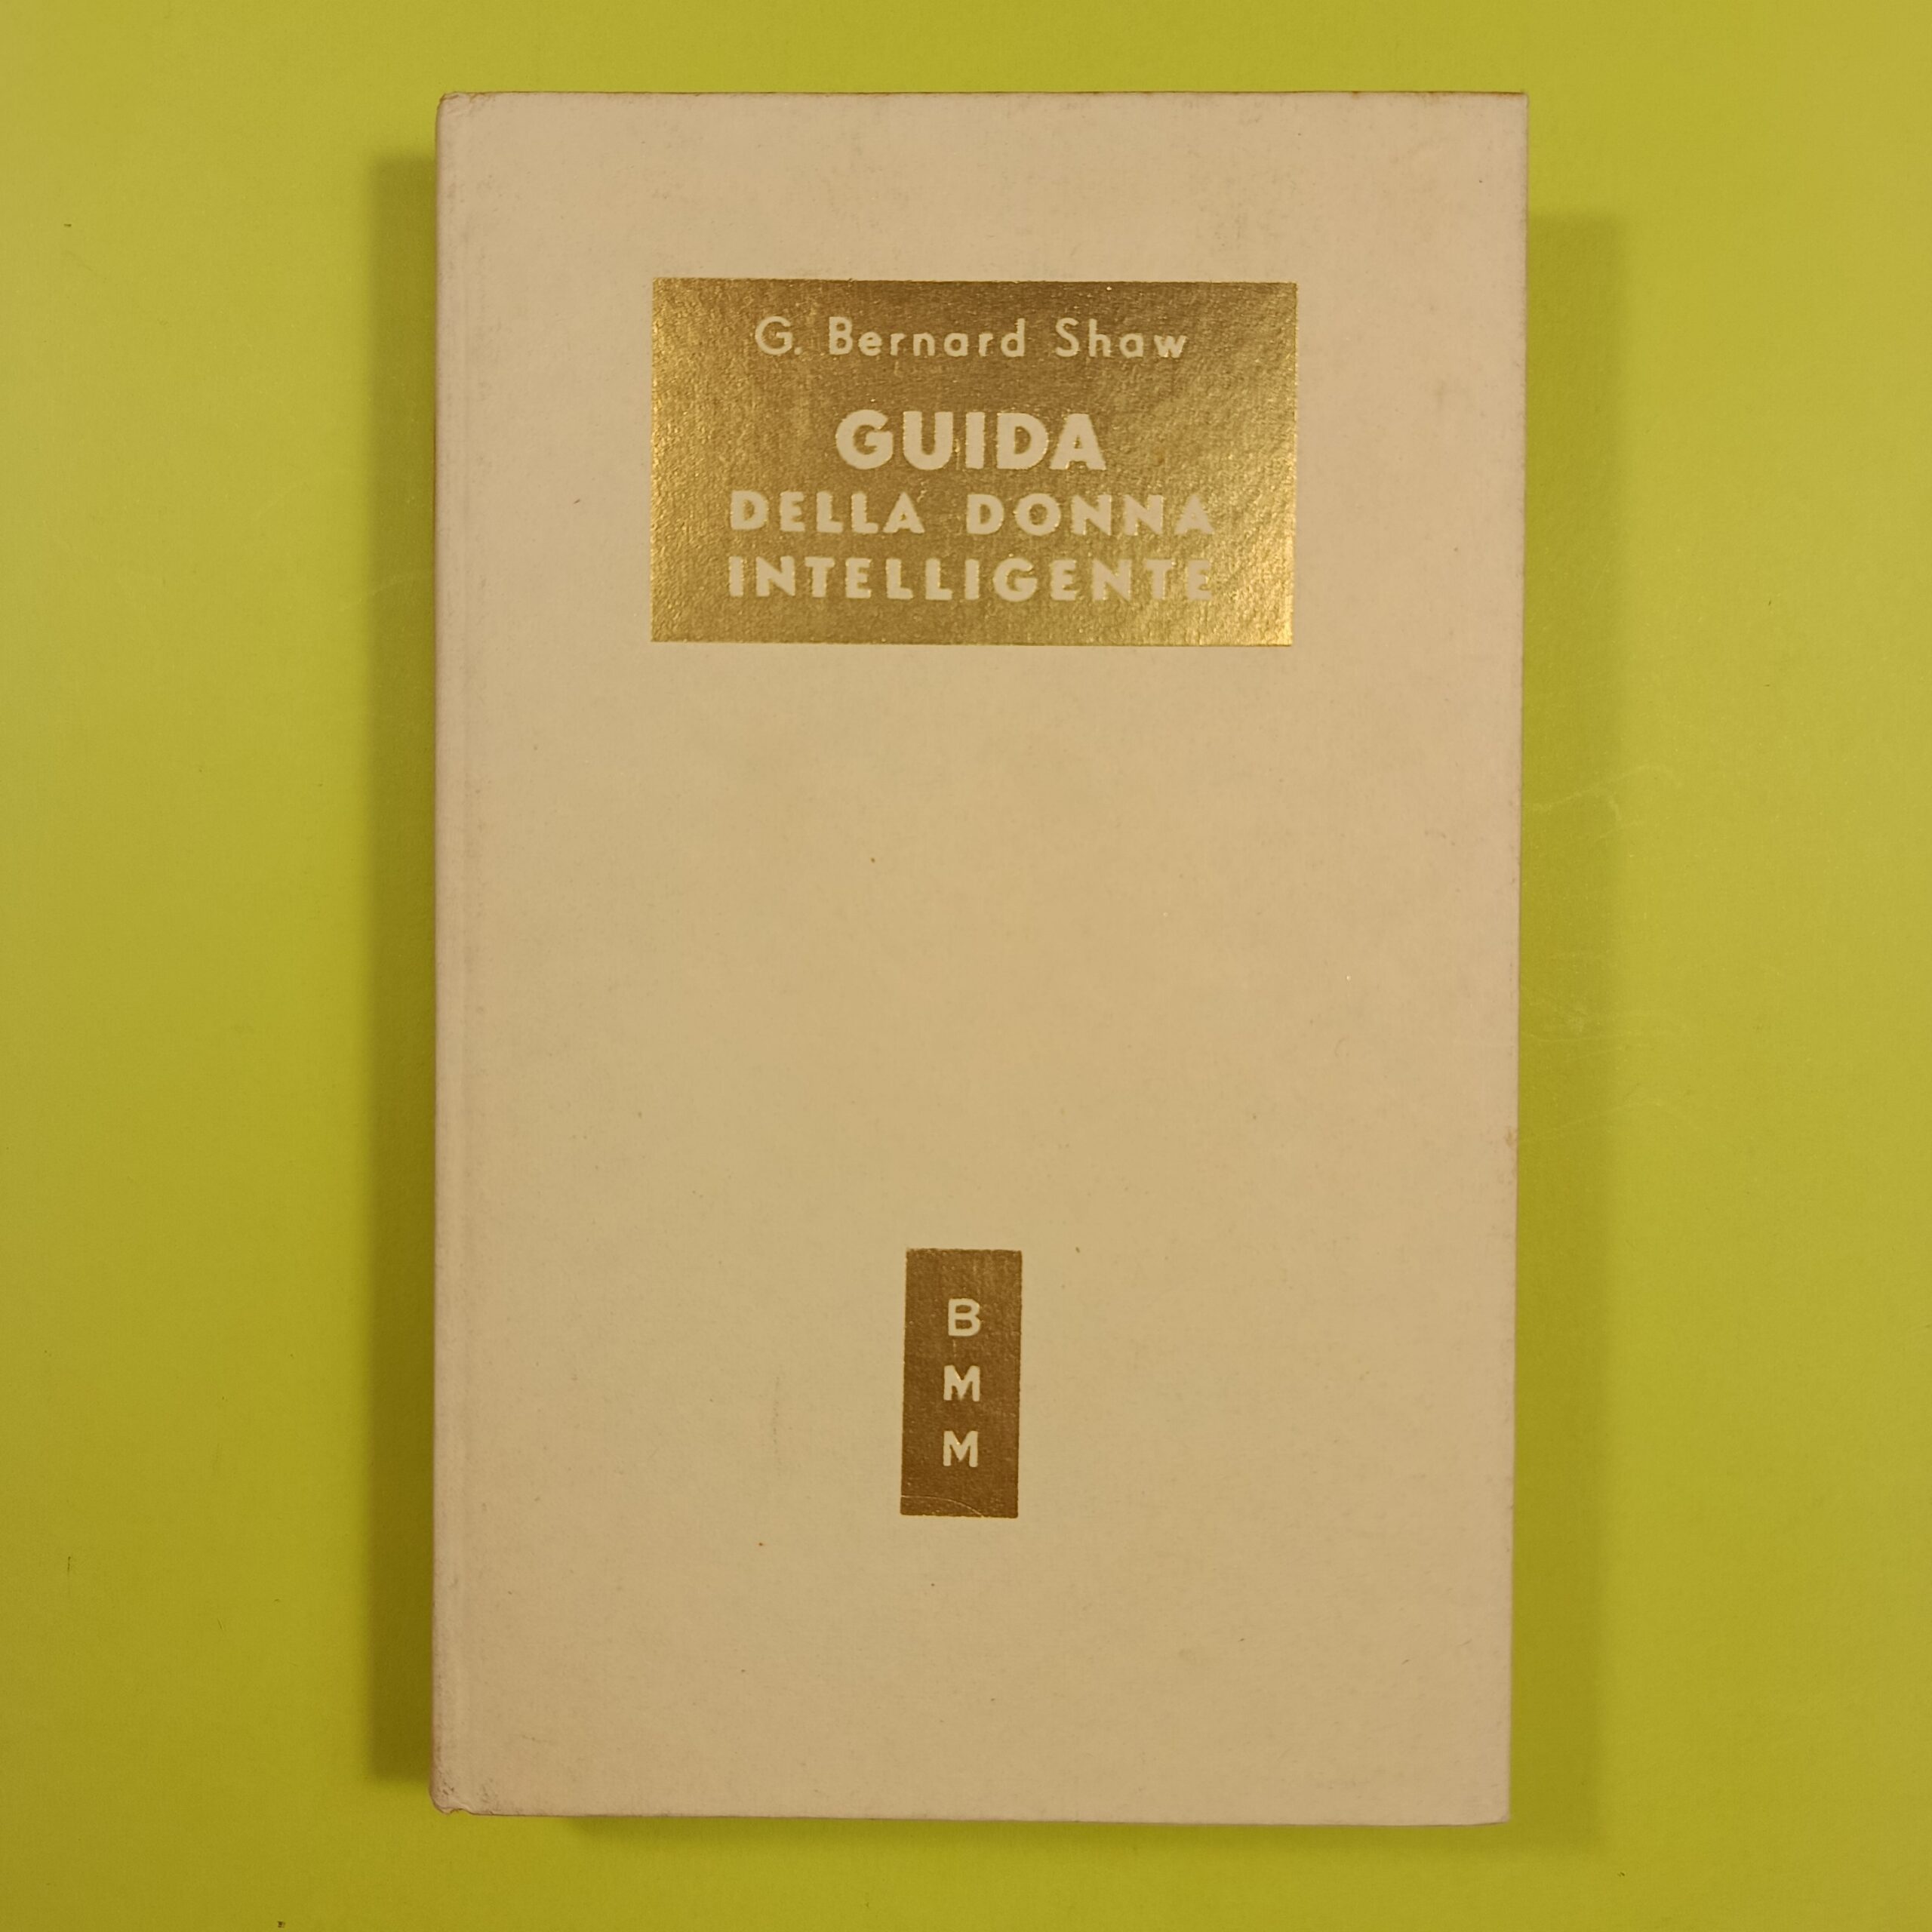 G. Bernard Shaw
GUIDA
DELLA DONNA
INTELLIGENTE
B
M
M